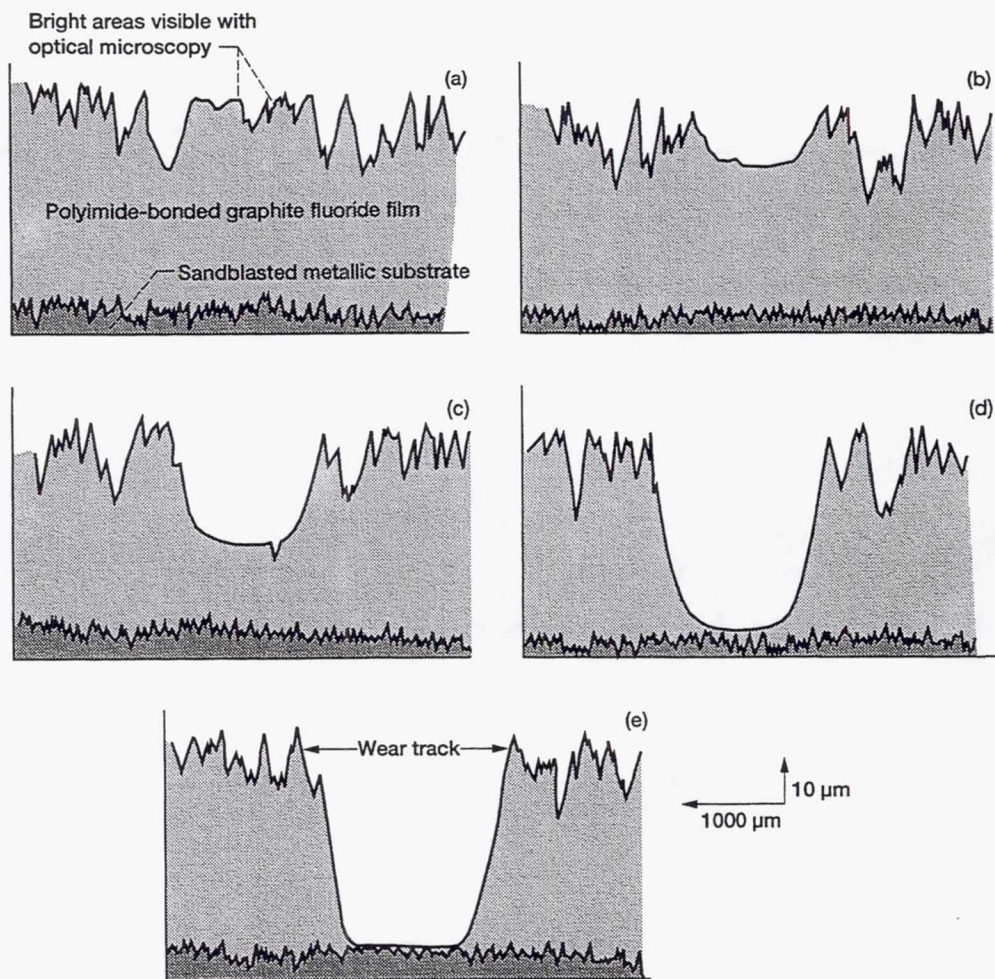 Bright areas visible with
optical microscopy
(a)
Polyimide-bonded graphite fluoride film
Sandblasted metallic substrate
(b)
(c)
(d)
(e)
Wear track
10 µm
1000 µm